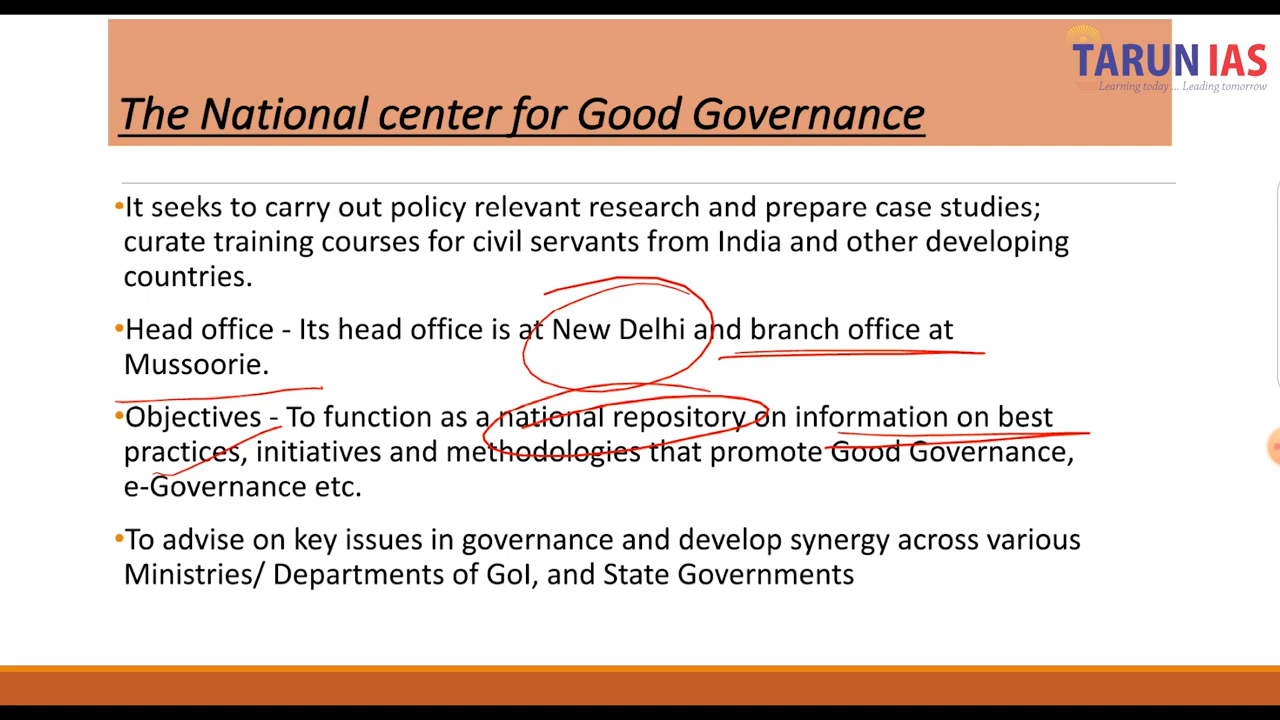 TARUN IAS
Learning today ... Leading tomorrow
The National center for Good Governance
•It seeks to carry out policy relevant research and prepare case studies;
curate training courses for civil servants from India and other developing
countries.
•Head office - Its head office is at New Delhi and branch office at
Mussoorie.
•Objectives - To function as a national repository on information on best
practices, initiatives and methodologies that promote Good Governance,
e-Governance etc.
•To advise on key issues in governance and develop synergy across various
Ministries/ Departments of GoI, and State Governments